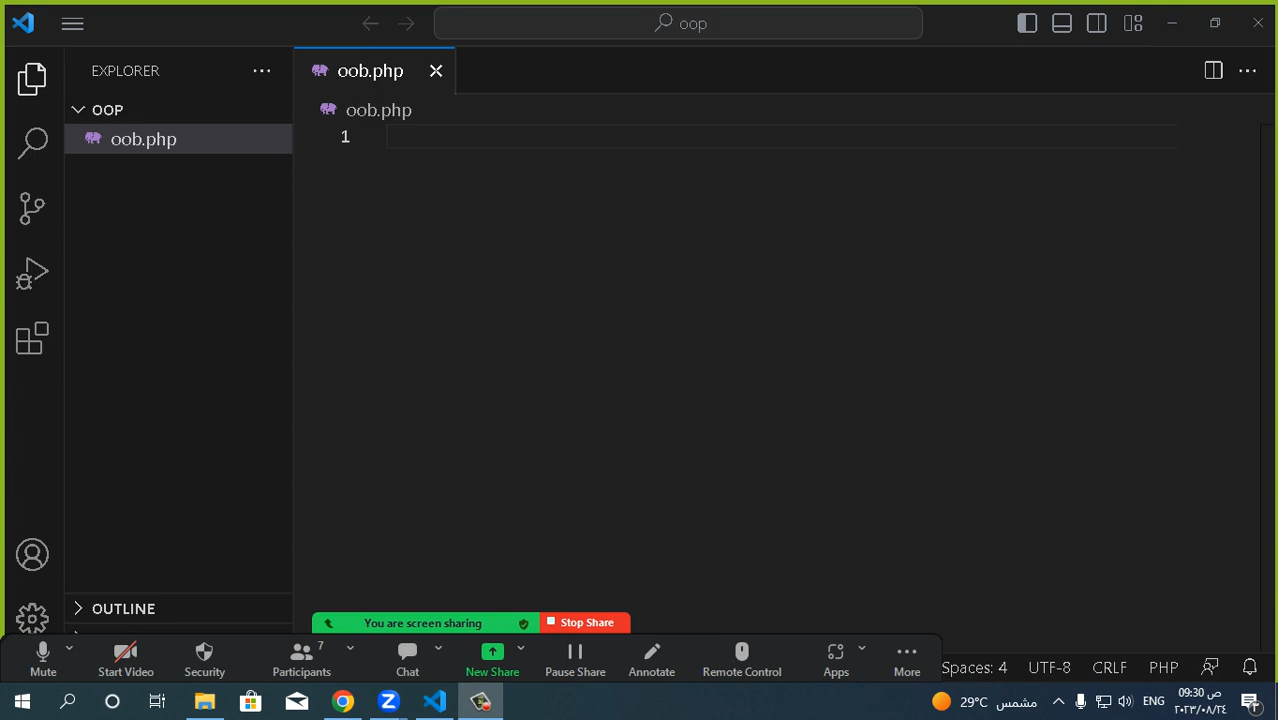 oop
EXPLORER
oob.php
OOP
oob.php
oob.php
1
OUTLINE
You are screen sharing
Stop Share
Mute
Start Video
Security
7
Participants
Chat
New Share
Pause Share
Annotate
Remote Control
Apps
More
Spaces: 4
UTF-8
CRLF
PHP
29°C
مشمس
ENG
09:30 ص
٢٠٢٣/٠٨/٢٤